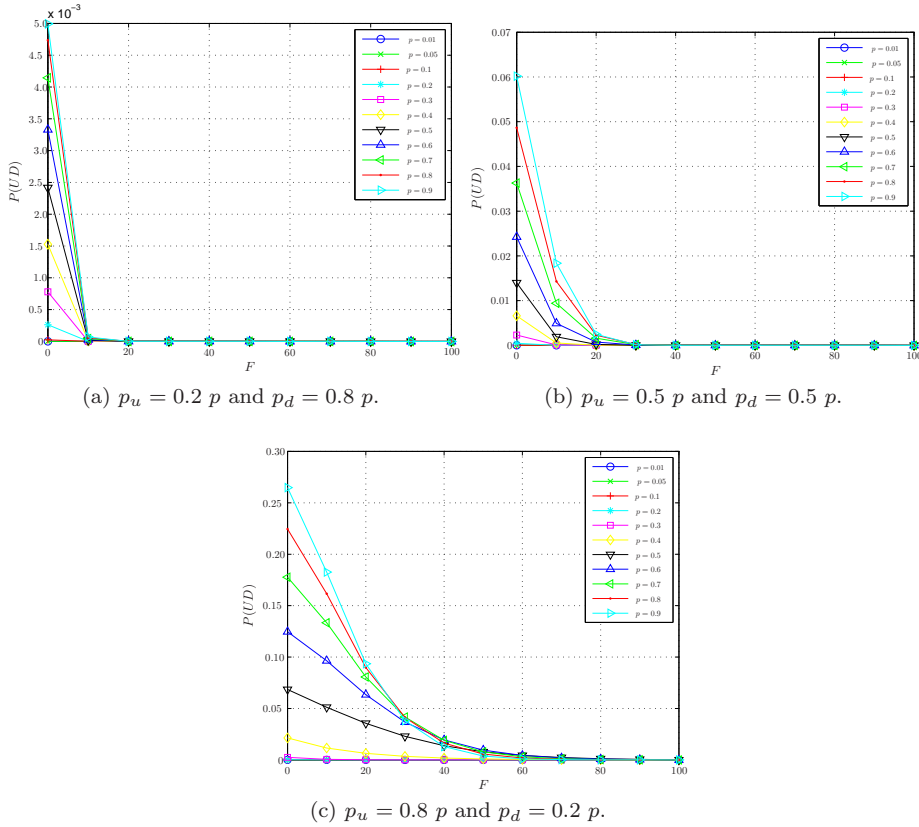 x 10⁻³
5.0
4.5
4.0
3.5
3.0
2.5
2.0
1.5
1.0
0.5
0.0
0 20 40 60 80 100
P(UD)
F
p = 0.01
p = 0.05
p = 0.1
p = 0.2
p = 0.3
p = 0.4
p = 0.5
p = 0.6
p = 0.7
p = 0.8
p = 0.9
(a) p_u = 0.2 p and p_d = 0.8 p.
0.07
0.06
0.05
0.04
0.03
0.02
0.01
0
0 20 40 60 80 100
P(UD)
F
p = 0.01
p = 0.05
p = 0.1
p = 0.2
p = 0.3
p = 0.4
p = 0.5
p = 0.6
p = 0.7
p = 0.8
p = 0.9
(b) p_u = 0.5 p and p_d = 0.5 p.
0.30
0.25
0.20
0.15
0.10
0.05
0
0 20 40 60 80 100
P(UD)
F
p = 0.01
p = 0.05
p = 0.1
p = 0.2
p = 0.3
p = 0.4
p = 0.5
p = 0.6
p = 0.7
p = 0.8
p = 0.9
(c) p_u = 0.8 p and p_d = 0.2 p.